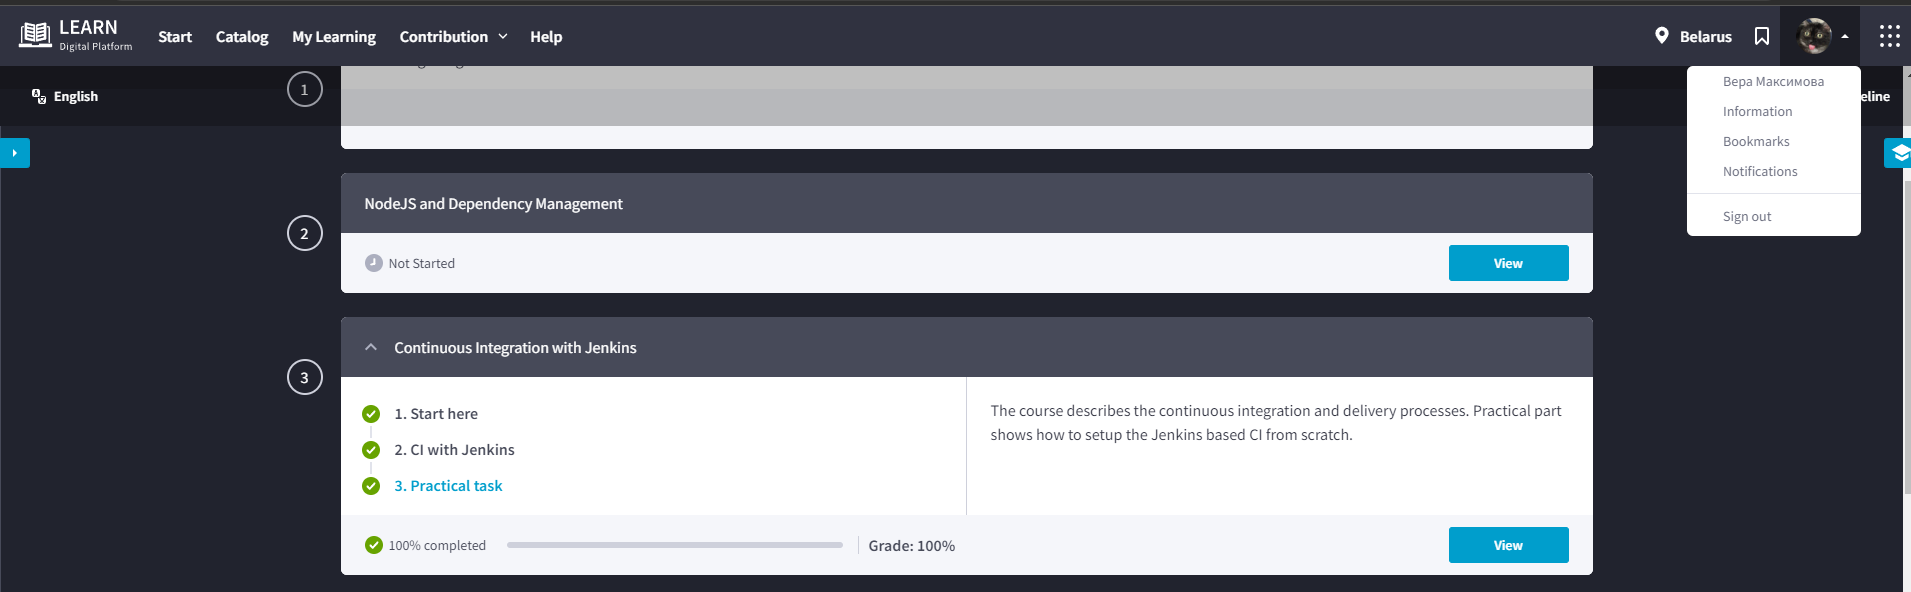 LEARN
Digital Platform
Start
Catalog
My Learning
Contribution
Help
Belarus
English
eline
Вера Максимова
Information
Bookmarks
Notifications
Sign out
1
2
NodeJS and Dependency Management
Not Started
View
3
Continuous Integration with Jenkins
1. Start here
2. CI with Jenkins
3. Practical task
The course describes the continuous integration and delivery processes. Practical part
shows how to setup the Jenkins based CI from scratch.
100% completed
Grade: 100%
View